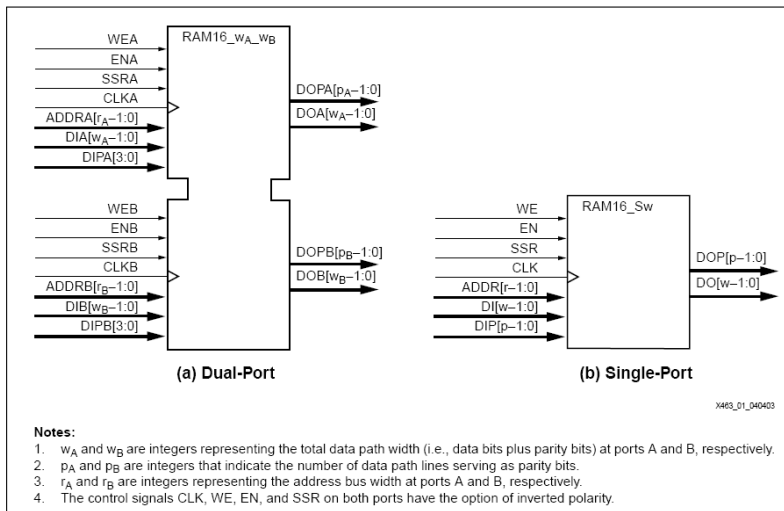 RAM16_wA_wB
WEA
ENA
SSRA
CLKA
ADDRA[rA–1:0]
DIA[wA–1:0]
DIPA[3:0]
DOPA[pA–1:0]
DOA[wA–1:0]
WEB
ENB
SSRB
CLKB
ADDRB[rB–1:0]
DIB[wB–1:0]
DIPB[3:0]
DOPB[pB–1:0]
DOB[wB–1:0]
(a) Dual-Port
RAM16_Sw
WE
EN
SSR
CLK
ADDR[r–1:0]
DI[w–1:0]
DIP[p–1:0]
DOP[p–1:0]
DO[w–1:0]
(b) Single-Port
X463_01_040403
Notes:
1. wA and wB are integers representing the total data path width (i.e., data bits plus parity bits) at ports A and B, respectively.
2. pA and pB are integers that indicate the number of data path lines serving as parity bits.
3. rA and rB are integers representing the address bus width at ports A and B, respectively.
4. The control signals CLK, WE, EN, and SSR on both ports have the option of inverted polarity.